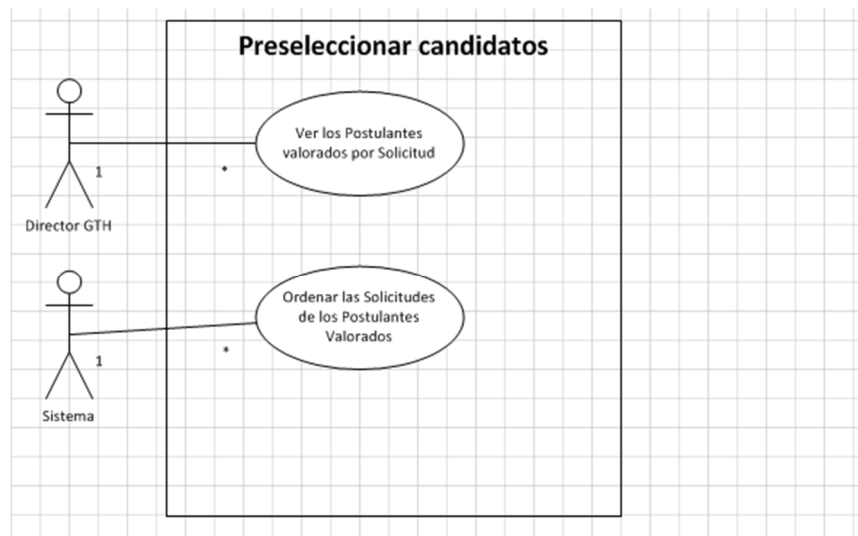 Preseleccionar candidatos
Ver los Postulantes
valorados por Solicitud
1
*
Director GTH
Ordenar las Solicitudes
de los Postulantes
Valorados
1
*
Sistema